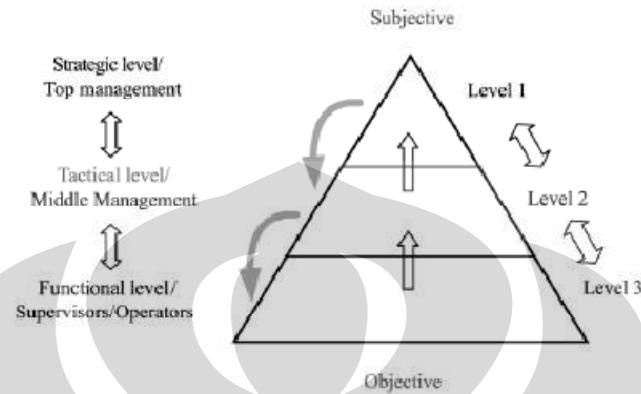 Subjective
Strategic level/
Top management
Level 1
Tactical level/
Middle Management
Level 2
Functional level/
Supervisors/Operators
Level 3
Objective